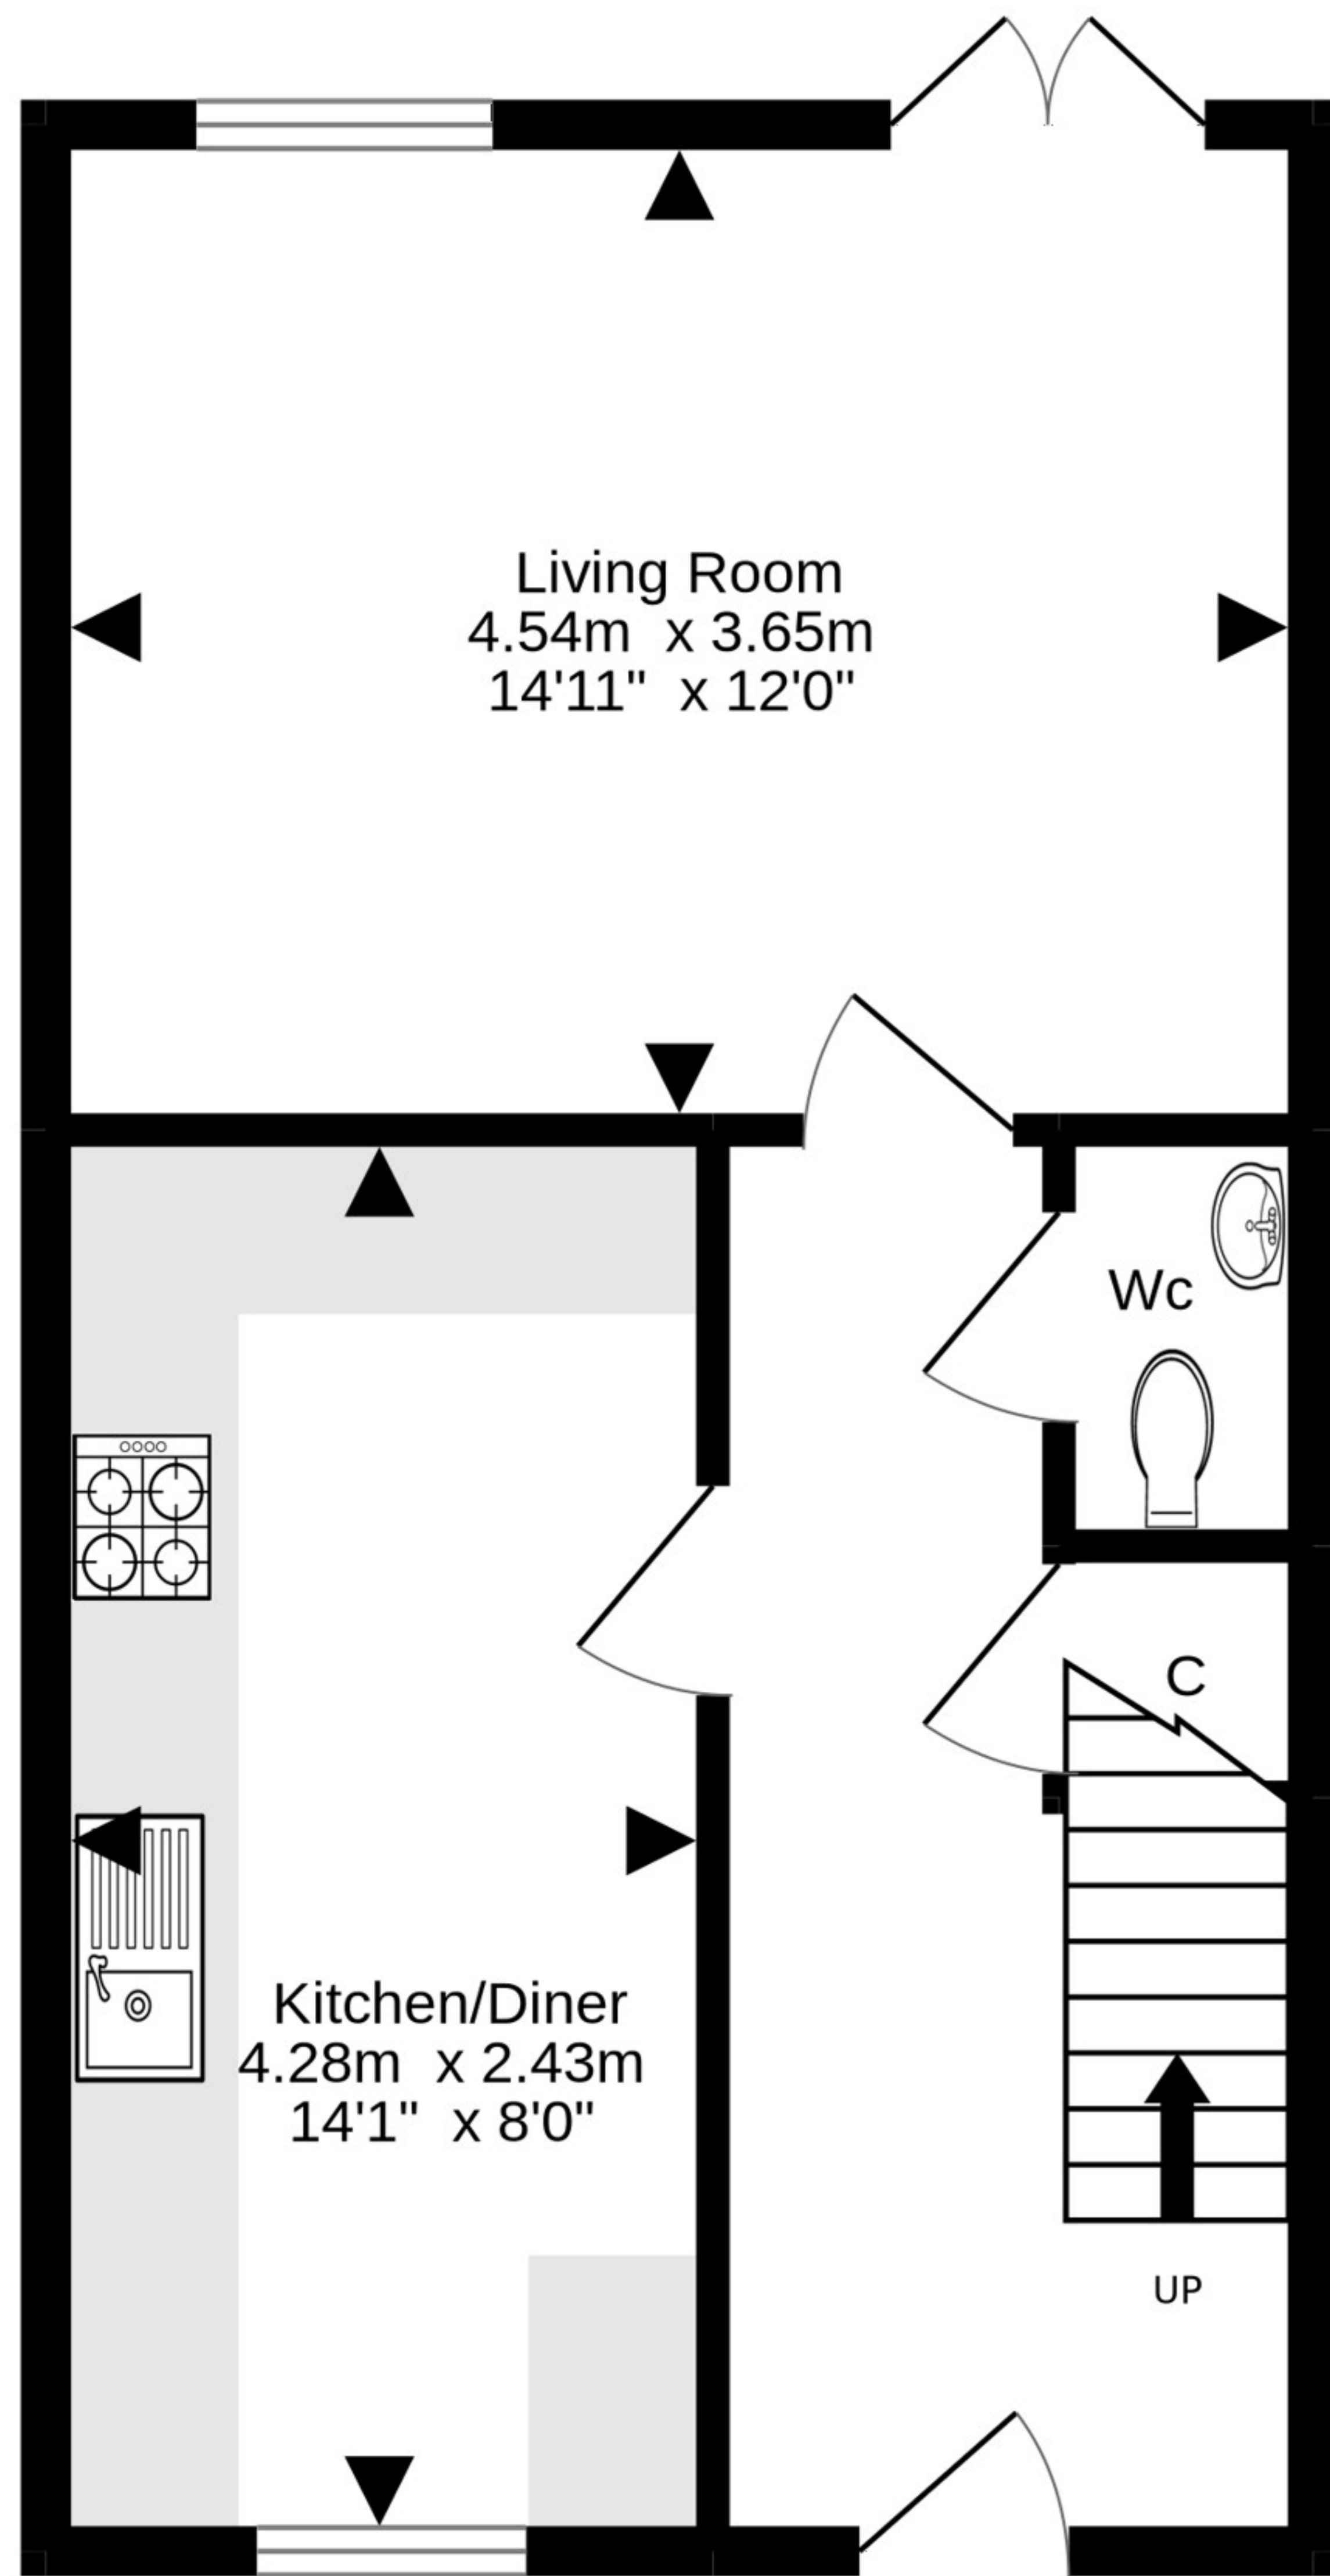 Living Room
4.54m x 3.65m
14'11" x 12'0"
Wc
C
Kitchen/Diner
4.28m x 2.43m
14'1" x 8'0"
UP